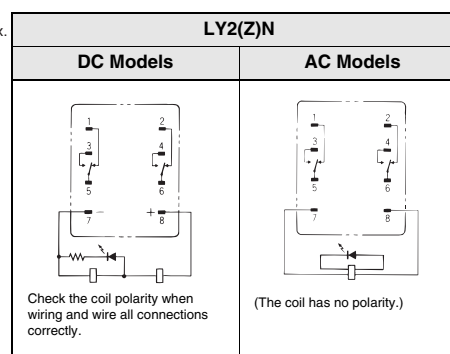 x.
LY2(Z)N
DC Models
AC Models
1 2
3 4
5 6
7 − + 8
1 2
3 4
5 6
7 8
Check the coil polarity when
wiring and wire all connections
correctly.
(The coil has no polarity.)